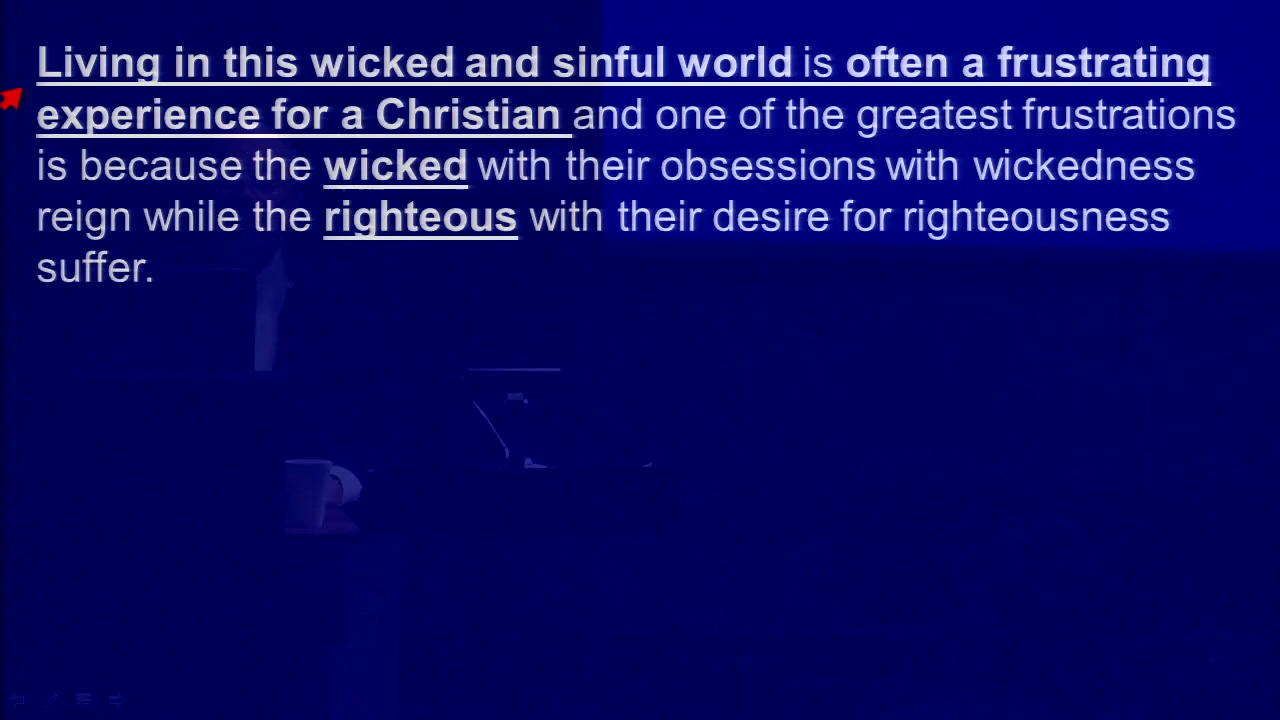 Living in this wicked and sinful world is often a frustrating
experience for a Christian and one of the greatest frustrations
is because the wicked with their obsessions with wickedness
reign while the righteous with their desire for righteousness
suffer.